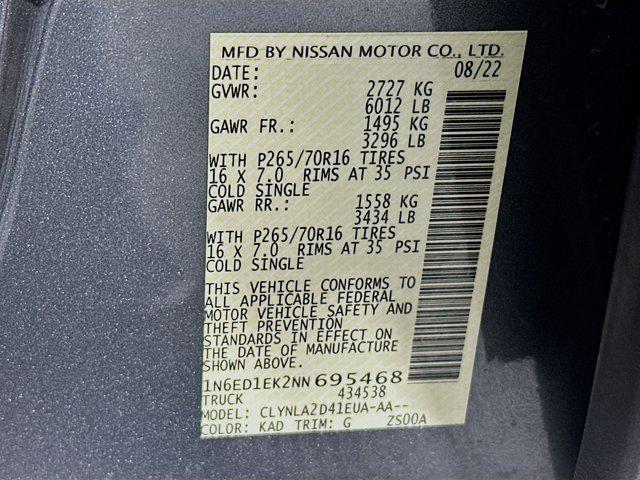 MFD BY NISSAN MOTOR CO., LTD.
DATE: 08/22
GVWR: 2727 KG
6012 LB
GAWR FR.: 1495 KG
3296 LB
WITH P265/70R16 TIRES
16 X 7.0 RIMS AT 35 PSI
COLD SINGLE
GAWR RR.: 1558 KG
3434 LB
WITH P265/70R16 TIRES
16 X 7.0 RIMS AT 35 PSI
COLD SINGLE
THIS VEHICLE CONFORMS TO
ALL APPLICABLE FEDERAL
MOTOR VEHICLE SAFETY AND
THEFT PREVENTION
STANDARDS IN EFFECT ON
THE DATE OF MANUFACTURE
SHOWN ABOVE.
1N6ED1EK2NN695468
TRUCK 434538
MODEL: CLYNLA2D41EUA-AA--
COLOR: KAD TRIM: G ZS00A